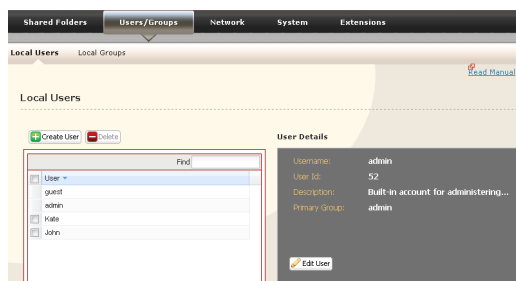 Shared Folders Users/Groups Network System Extensions
Local Users Local Groups
Read Manual
Local Users
Create User Delete
User Details
Find
User
guest
admin
Kate
John
Username: admin
User Id: 52
Description: Built-in account for administering...
Primary Group: admin
Edit User